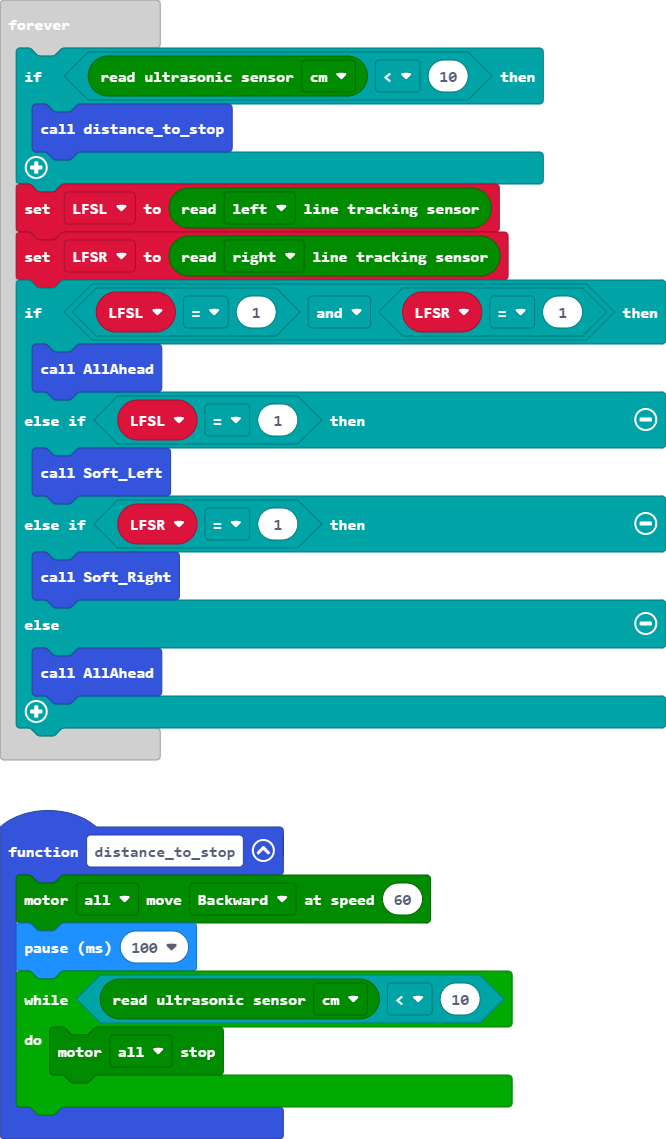 forever
if read ultrasonic sensor cm < 10 then
call distance_to_stop
set LFSL to read left line tracking sensor
set LFSR to read right line tracking sensor
if LFSL = 1 and LFSR = 1 then
call AllAhead
else if LFSL = 1 then
call Soft_Left
else if LFSR = 1 then
call Soft_Right
else
call AllAhead
function distance_to_stop
motor all move Backward at speed 60
pause (ms) 100
while read ultrasonic sensor cm < 10
do motor all stop